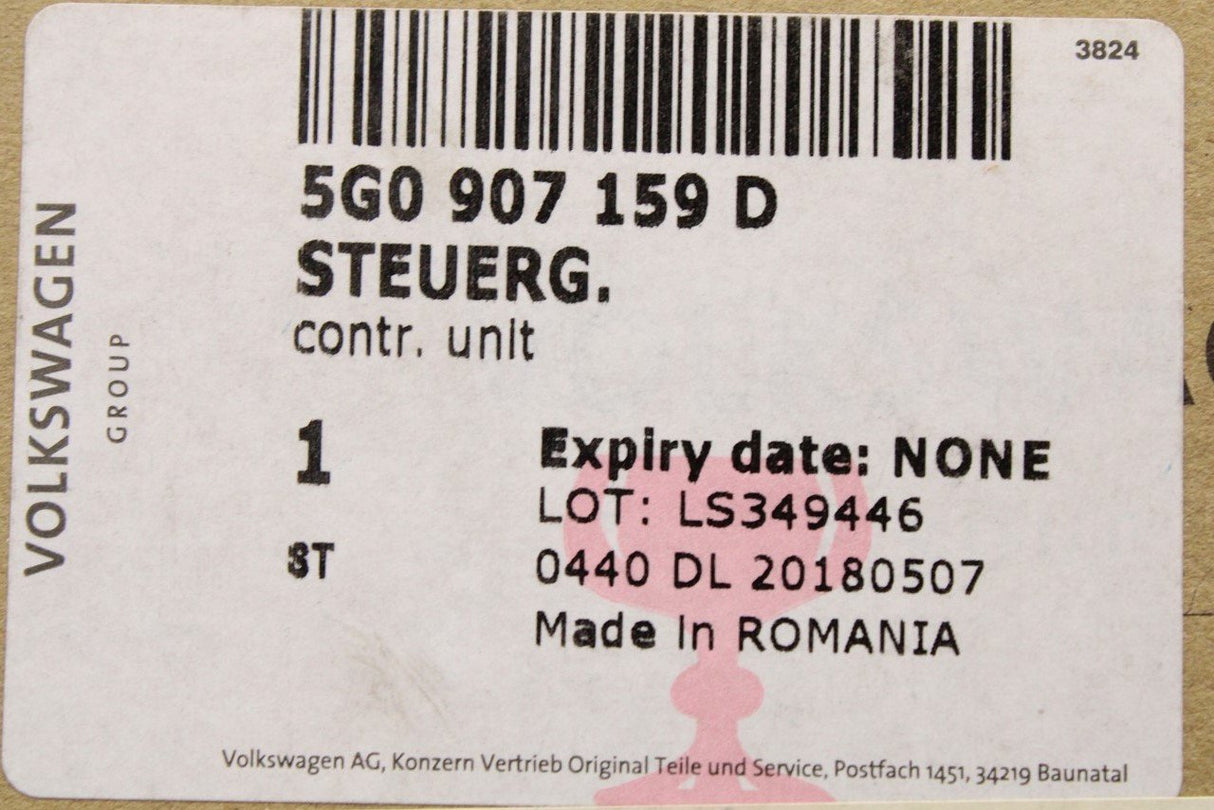 3824
5G0 907 159 D
STEUERG.
contr. unit
VOLKSWAGEN
GROUP
1
ST
Expiry date: NONE
LOT: LS349446
0440 DL 20180507
Made in ROMANIA
Volkswagen AG, Konzern Vertrieb Original Teile und Service, Postfach 1451, 34219 Baunatal